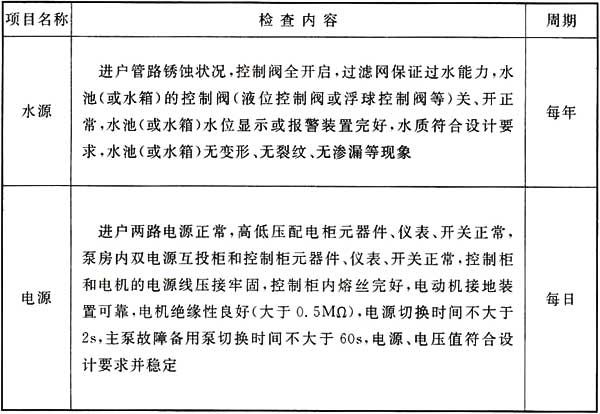 项目名称 检查内容 周期
水源
进户管路锈蚀状况,控制阀全开启,过滤网保证过水能力,水
池(或水箱)的控制阀(液位控制阀或浮球控制阀等)关、开正
常,水池(或水箱)水位显示或报警装置完好,水质符合设计要
求,水池(或水箱)无变形、无裂纹、无渗漏等现象
每年
电源
进户两路电源正常,高低压配电柜元器件、仪表、开关正常,
泵房内双电源互投柜和控制柜元器件、仪表、开关正常,控制柜
和电机的电源线压接牢固,控制柜内熔丝完好,电动机接地装
置可靠,电机绝缘性良好(大于0.5MΩ),电源切换时间不大于
2s,主泵故障备用泵切换时间不大于60s,电源、电压值符合设
计要求并稳定
每日